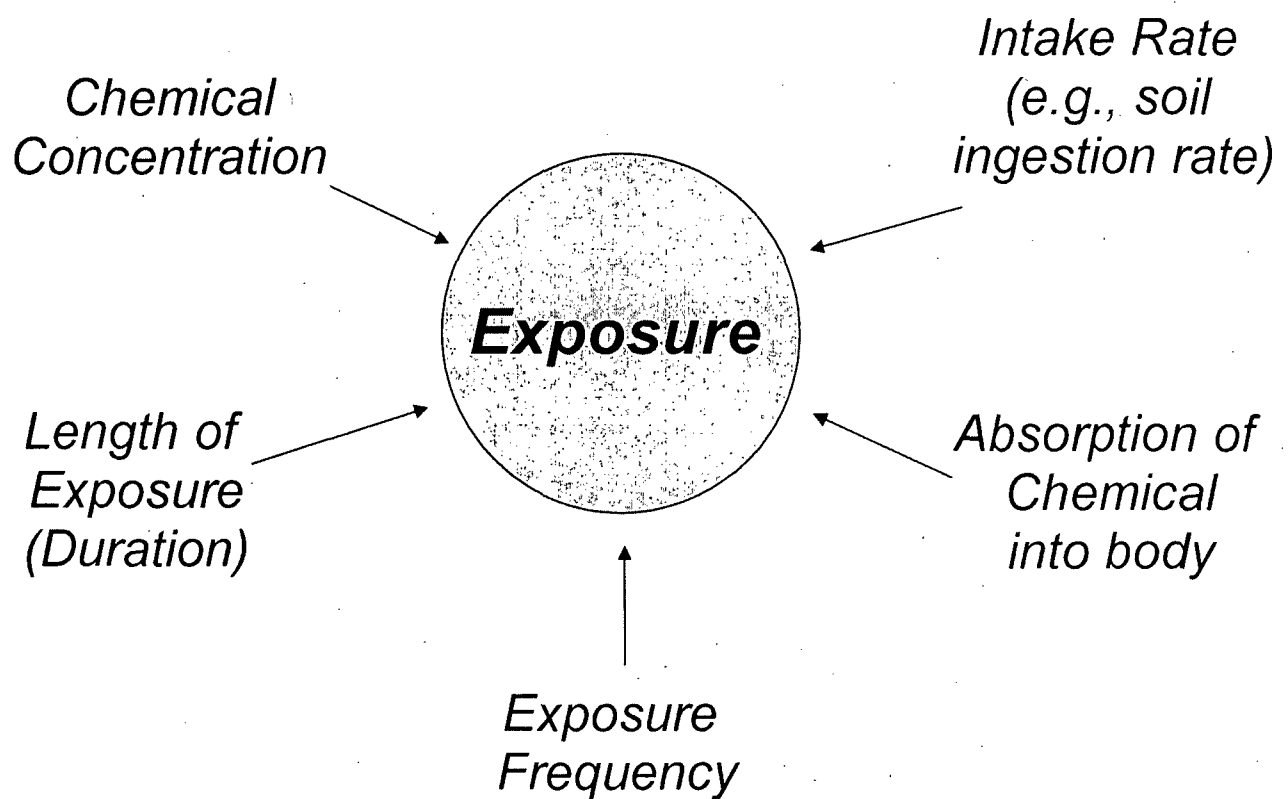 Chemical
Concentration
Intake Rate
(e.g., soil
ingestion rate)
Exposure
Length of
Exposure
(Duration)
Absorption of
Chemical
into body
Exposure
Frequency